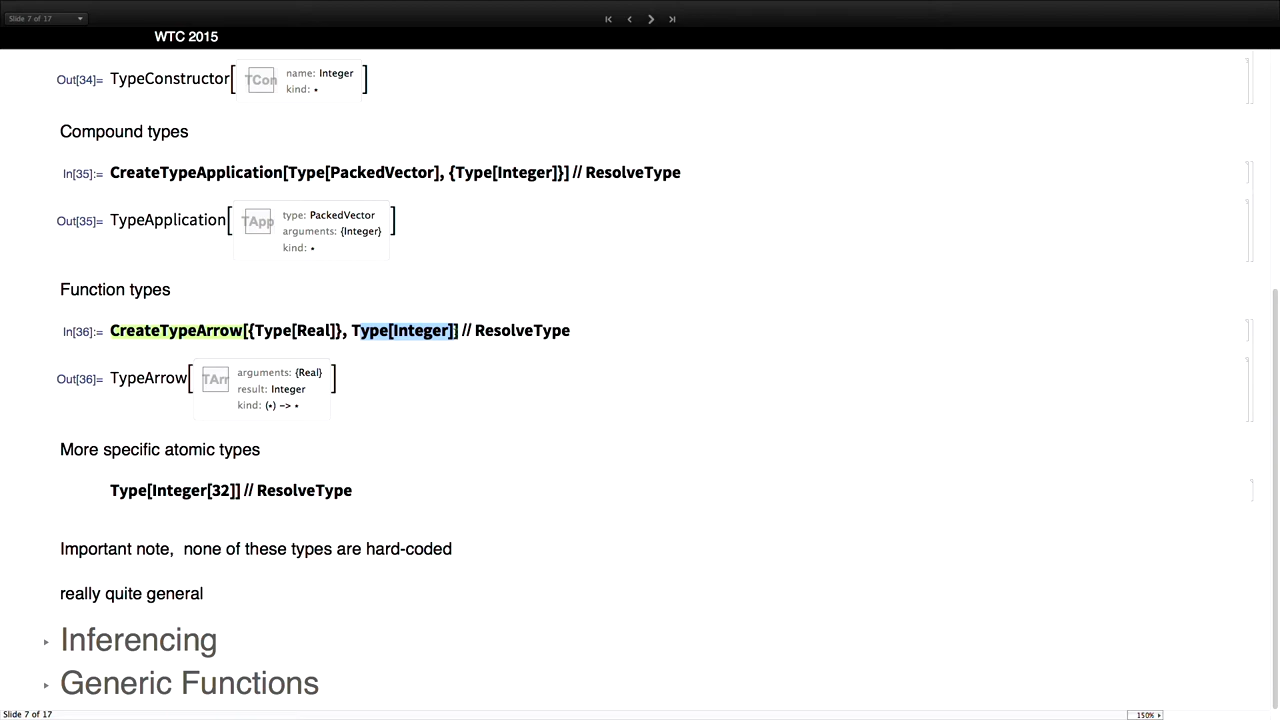 Slide 7 of 17
WTC 2015
Out[34]= TypeConstructor[ TCon name: Integer
kind: * ]
Compound types
In[35]:= CreateTypeApplication[Type[PackedVector], {Type[Integer]}] // ResolveType
Out[35]= TypeApplication[ TApp type: PackedVector
arguments: {Integer}
kind: * ]
Function types
In[36]:= CreateTypeArrow[{Type[Real]}, Type[Integer]] // ResolveType
Out[36]= TypeArrow[ TArr arguments: {Real}
result: Integer
kind: (*) -> * ]
More specific atomic types
Type[Integer[32]] // ResolveType
Important note, none of these types are hard-coded
really quite general
Inferencing
Generic Functions
Slide 7 of 17
150%